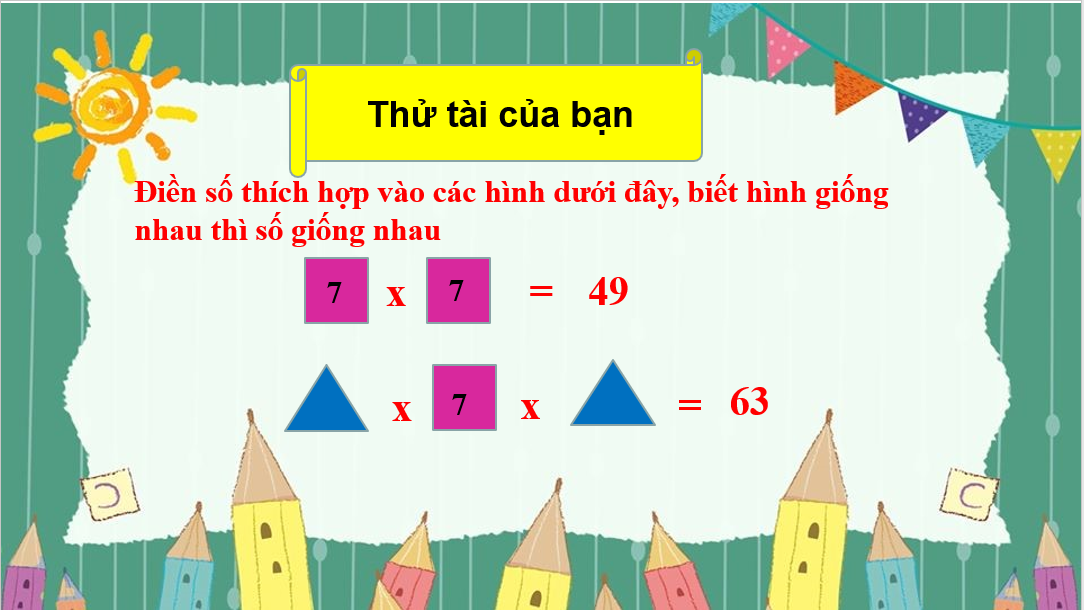 Thử tài của bạn
Điền số thích hợp vào các hình dưới đây, biết hình giống
nhau thì số giống nhau
7 x 7 = 49
x 7 x = 63